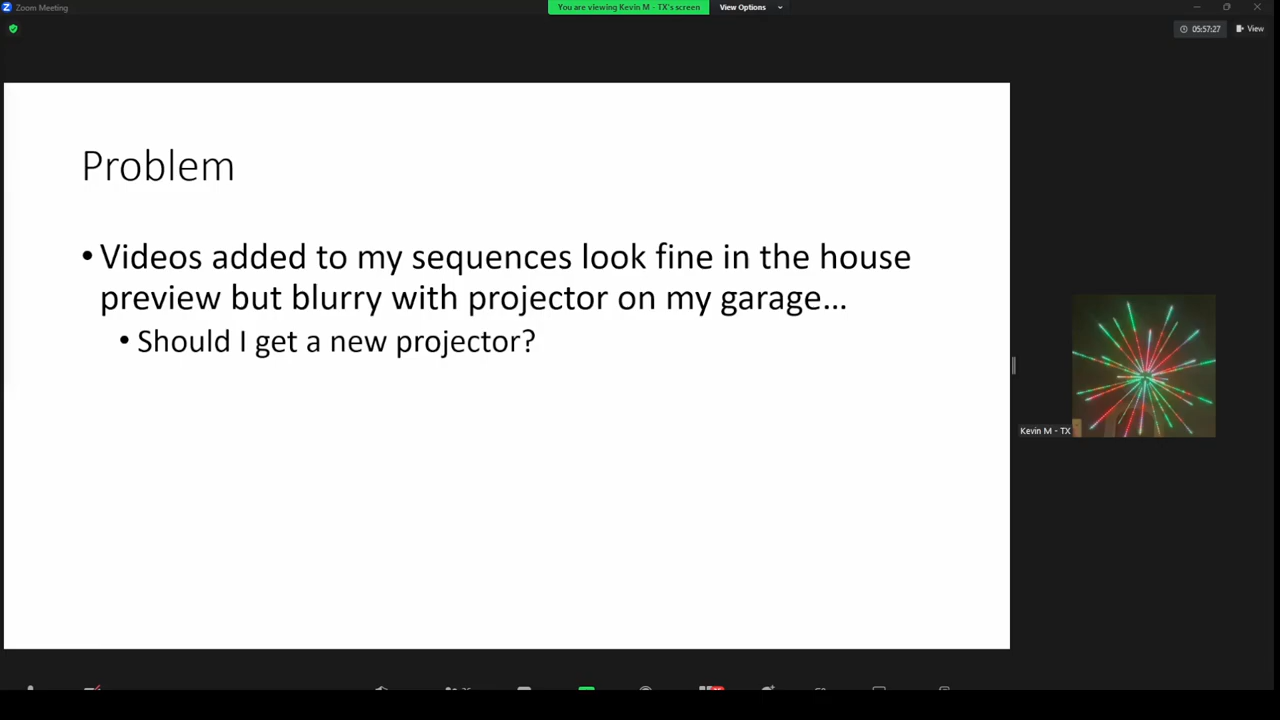 Zoom Meeting
You are viewing Kevin M - TX's screen
View Options
05:57:27
View
Problem
• Videos added to my sequences look fine in the house
preview but blurry with projector on my garage...
• Should I get a new projector?
Kevin M - TX